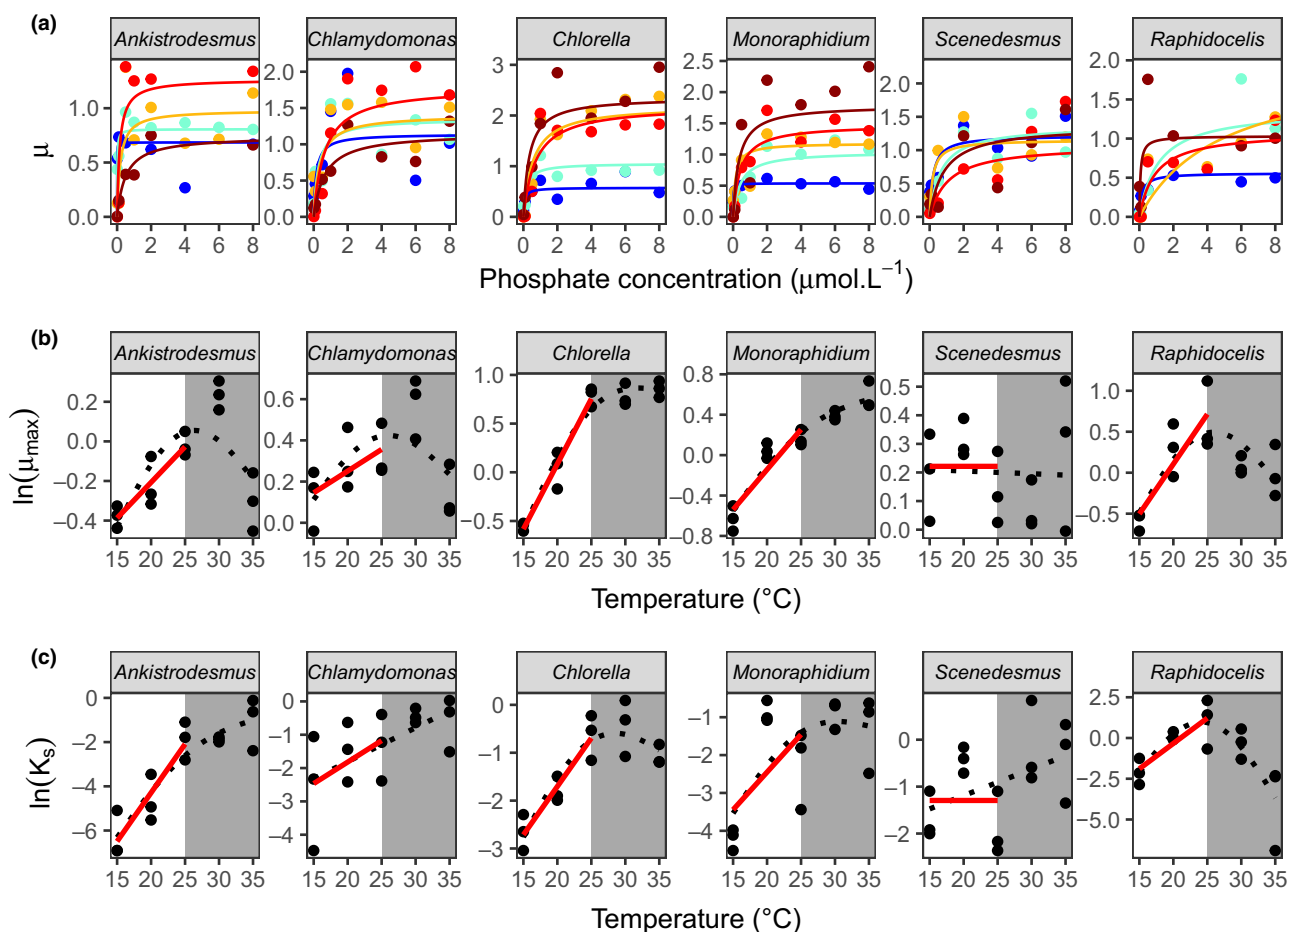 (a)
Ankistrodesmus Chlamydomonas Chlorella Monoraphidium Scenedesmus Raphidocelis
μ
1.0 0.5 0.0
2.0 1.5 1.0 0.5 0.0
3 2 1 0
2.5 2.0 1.5 1.0 0.5 0.0
2.0 1.5 1.0 0.5 0.0
2.0 1.5 1.0 0.5 0.0
0 2 4 6 8 0 2 4 6 8 0 2 4 6 8 0 2 4 6 8 0 2 4 6 8 0 2 4 6 8
Phosphate concentration (μmol.L⁻¹)
(b)
Ankistrodesmus Chlamydomonas Chlorella Monoraphidium Scenedesmus Raphidocelis
ln(μmax)
0.2 0.0 −0.2 −0.4
0.6 0.4 0.2 0.0
1.0 0.5 0.0 −0.5
0.8 0.4 0.0 −0.4 −0.8
0.5 0.4 0.3 0.2 0.1 0.0
1.0 0.5 0.0 −0.5
15 20 25 30 35 15 20 25 30 35 15 20 25 30 35 15 20 25 30 35 15 20 25 30 35 15 20 25 30 35
Temperature (°C)
(c)
Ankistrodesmus Chlamydomonas Chlorella Monoraphidium Scenedesmus Raphidocelis
ln(Ks)
0 −2 −4 −6
0 −1 −2 −3 −4
0 −1 −2 −3
−1 −2 −3 −4
0 −1 −2
2.5 0.0 −2.5 −5.0
15 20 25 30 35 15 20 25 30 35 15 20 25 30 35 15 20 25 30 35 15 20 25 30 35 15 20 25 30 35
Temperature (°C)